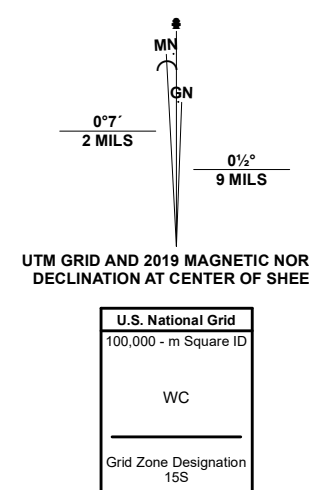 MN
GN
0°7´
2 MILS
0½°
9 MILS
UTM GRID AND 2019 MAGNETIC NOR
DECLINATION AT CENTER OF SHEE
U.S. National Grid
100,000 - m Square ID
WC
Grid Zone Designation
15S